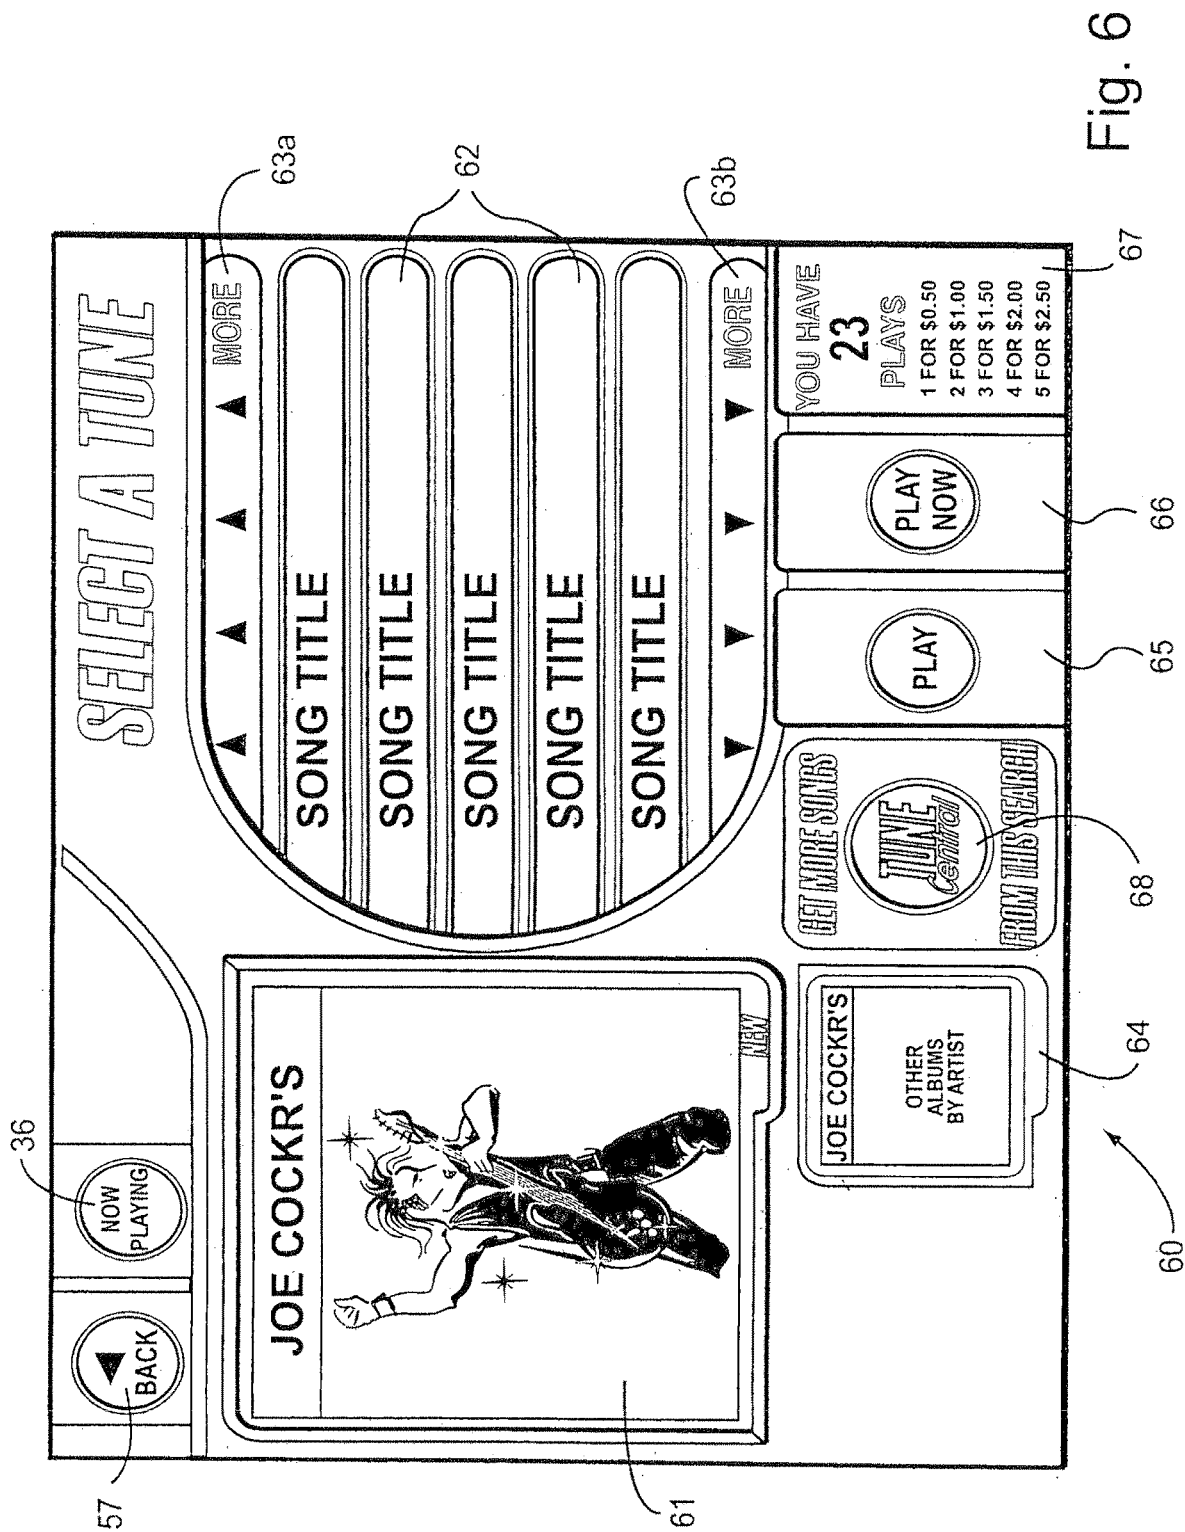 57
36
BACK
NOW
PLAYING
SELECT A TUNE
61
JOE COCKR'S
NEW
MORE
63a
SONG TITLE
SONG TITLE
62
SONG TITLE
SONG TITLE
SONG TITLE
MORE
63b
JOE COCKR'S
OTHER
ALBUMS
BY ARTIST
64
GET MORE SONGS
TUNE
Central
FROM THIS SEARCH
68
PLAY
65
PLAY
NOW
66
YOU HAVE
23
PLAYS
1 FOR $0.50
2 FOR $1.00
3 FOR $1.50
4 FOR $2.00
5 FOR $2.50
67
60
Fig. 6